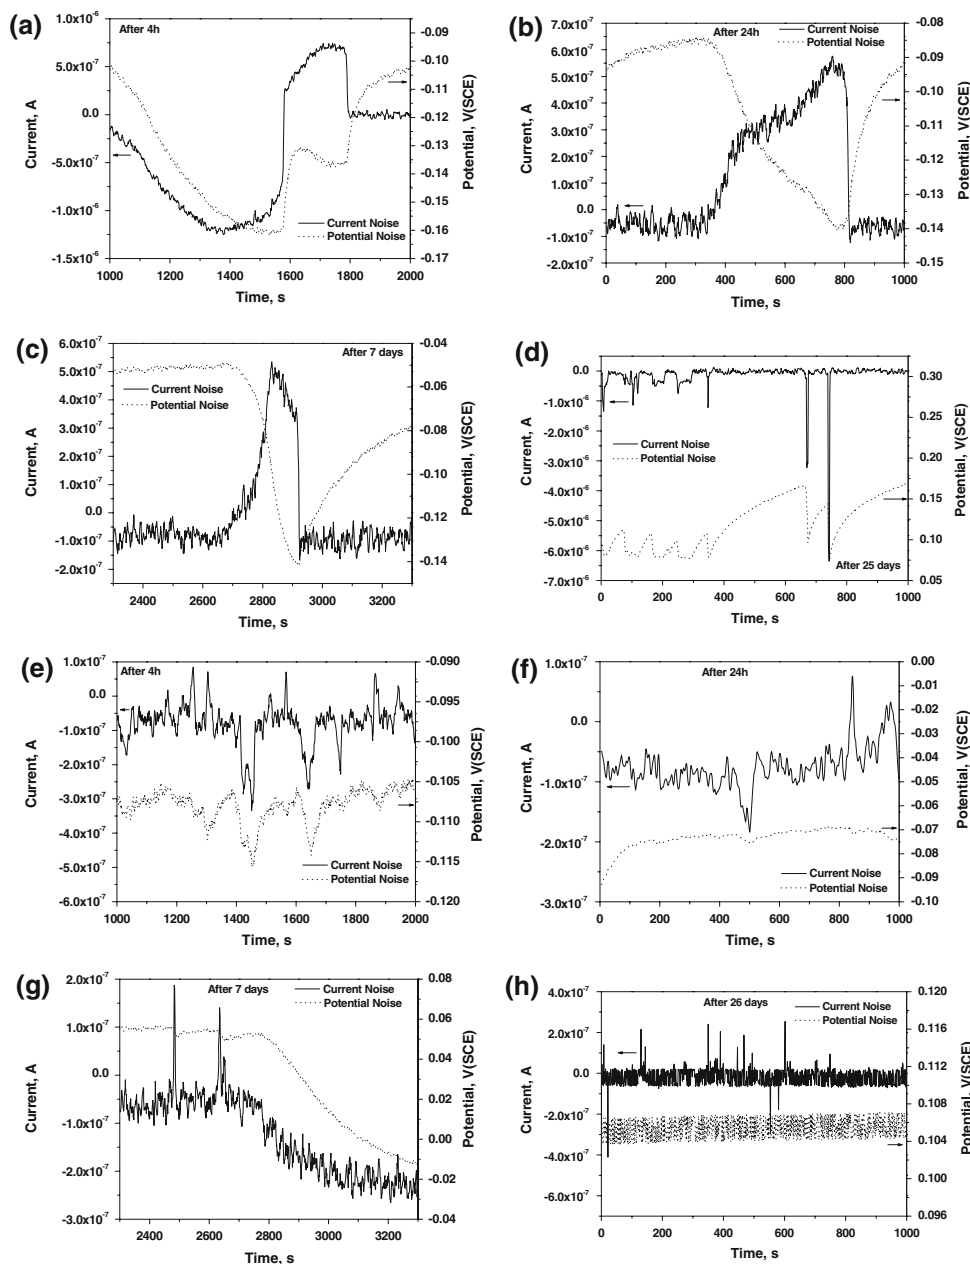 (a)
After 4h
1.0x10⁻⁶
5.0x10⁻⁷
0.0
-5.0x10⁻⁷
-1.0x10⁻⁶
-1.5x10⁻⁶
Current, A
-0.09
-0.10
-0.11
-0.12
-0.13
-0.14
-0.15
-0.16
-0.17
Potential, V(SCE)
Current Noise
Potential Noise
1000 1200 1400 1600 1800 2000
Time, s
(b)
After 24h
Current Noise
Potential Noise
7.0x10⁻⁷
6.0x10⁻⁷
5.0x10⁻⁷
4.0x10⁻⁷
3.0x10⁻⁷
2.0x10⁻⁷
1.0x10⁻⁷
0.0
-1.0x10⁻⁷
-2.0x10⁻⁷
Current, A
-0.08
-0.09
-0.10
-0.11
-0.12
-0.13
-0.14
-0.15
Potential, V(SCE)
0 200 400 600 800 1000
Time, s
(c)
After 7 days
Current Noise
Potential Noise
6.0x10⁻⁷
5.0x10⁻⁷
4.0x10⁻⁷
3.0x10⁻⁷
2.0x10⁻⁷
1.0x10⁻⁷
0.0
-1.0x10⁻⁷
-2.0x10⁻⁷
Current, A
-0.04
-0.06
-0.08
-0.10
-0.12
-0.14
Potential, V(SCE)
2400 2600 2800 3000 3200
Time, s
(d)
0.0
-1.0x10⁻⁶
-2.0x10⁻⁶
-3.0x10⁻⁶
-4.0x10⁻⁶
-5.0x10⁻⁶
-6.0x10⁻⁶
-7.0x10⁻⁶
Current, A
Current Noise
Potential Noise
0.30
0.25
0.20
0.15
0.10
0.05
Potential, V(SCE)
After 25 days
0 200 400 600 800 1000
Time, s
(e)
After 4h
1.0x10⁻⁷
0.0
-1.0x10⁻⁷
-2.0x10⁻⁷
-3.0x10⁻⁷
-4.0x10⁻⁷
-5.0x10⁻⁷
-6.0x10⁻⁷
Current, A
-0.090
-0.095
-0.100
-0.105
-0.110
-0.115
-0.120
Potential, V(SCE)
Current Noise
Potential Noise
1000 1200 1400 1600 1800 2000
Time, s
(f)
After 24h
1.0x10⁻⁷
0.0
-1.0x10⁻⁷
-2.0x10⁻⁷
-3.0x10⁻⁷
Current, A
0.00
-0.01
-0.02
-0.03
-0.04
-0.05
-0.06
-0.07
-0.08
-0.09
-0.10
Potential, V(SCE)
Current Noise
Potential Noise
0 200 400 600 800 1000
Time, s
(g)
After 7 days
Current Noise
Potential Noise
2.0x10⁻⁷
1.0x10⁻⁷
0.0
-1.0x10⁻⁷
-2.0x10⁻⁷
-3.0x10⁻⁷
Current, A
0.08
0.06
0.04
0.02
0.00
-0.02
-0.04
Potential, V(SCE)
2400 2600 2800 3000 3200
Time, s
(h)
After 26 days
Current Noise
Potential Noise
4.0x10⁻⁷
2.0x10⁻⁷
0.0
-2.0x10⁻⁷
-4.0x10⁻⁷
-6.0x10⁻⁷
Current, A
0.120
0.116
0.112
0.108
0.104
0.100
0.096
Potential, V(SCE)
0 200 400 600 800 1000
Time, s